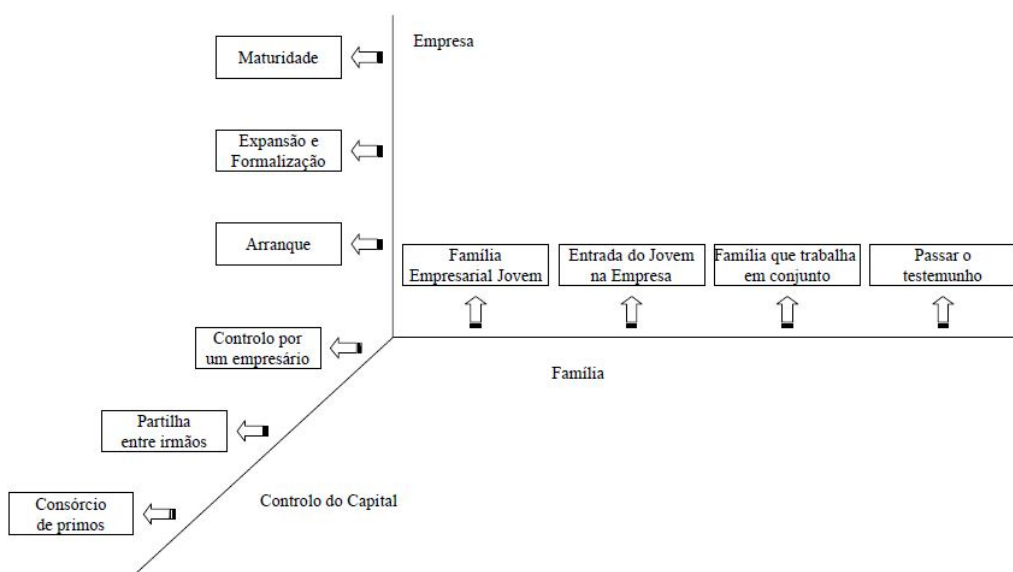 Empresa
Maturidade
Expansão e
Formalização
Arranque
Família
Empresarial Jovem
Entrada do Jovem
na Empresa
Família que trabalha
em conjunto
Passar o
testemunho
Controlo por
um empresário
Família
Partilha
entre irmãos
Controlo do Capital
Consórcio
de primos